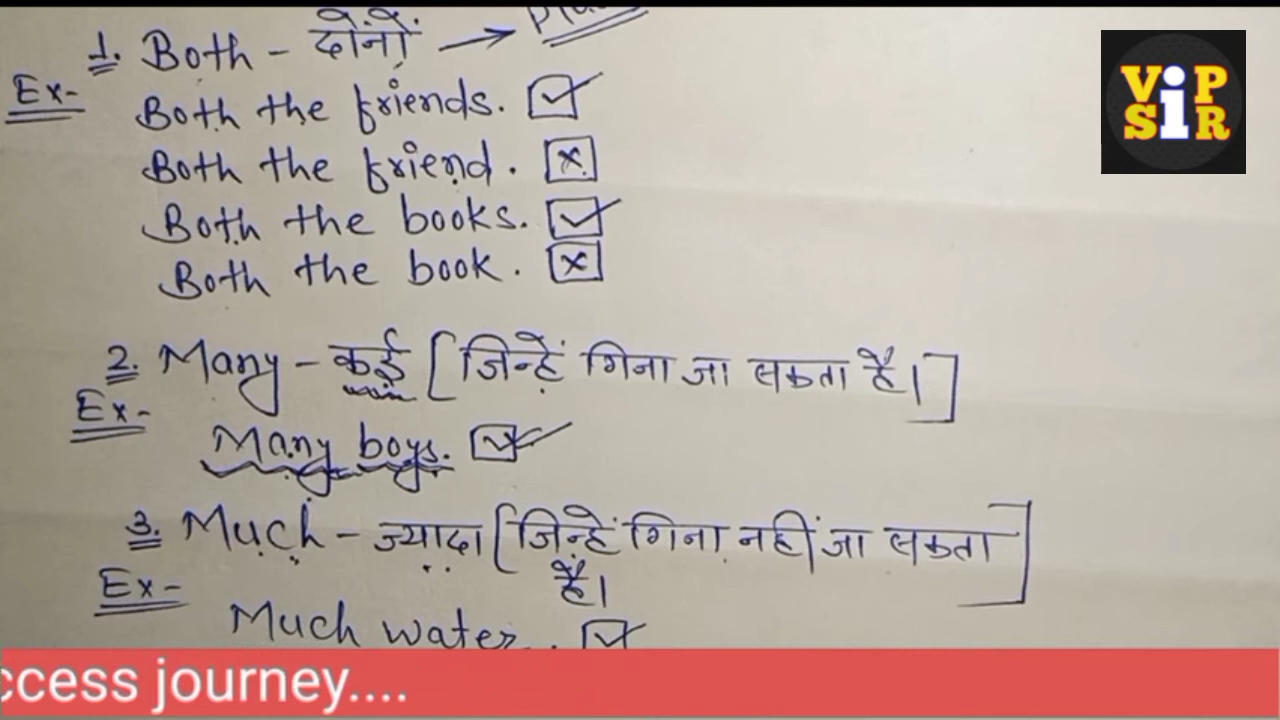 1. Both - दोंनों →
Ex-
Both the friends. ✓
Both the friend. ×
Both the books. ✓
Both the book. ×
2. Many - कई [जिन्हें गिना जा सकता है।]
Ex-
Many boys. ✓
3. Much - ज्यादा [जिन्हें गिना नहीं जा सकता
है।]
Ex-
Much water. ✓
ViP
SiR
ccess journey....